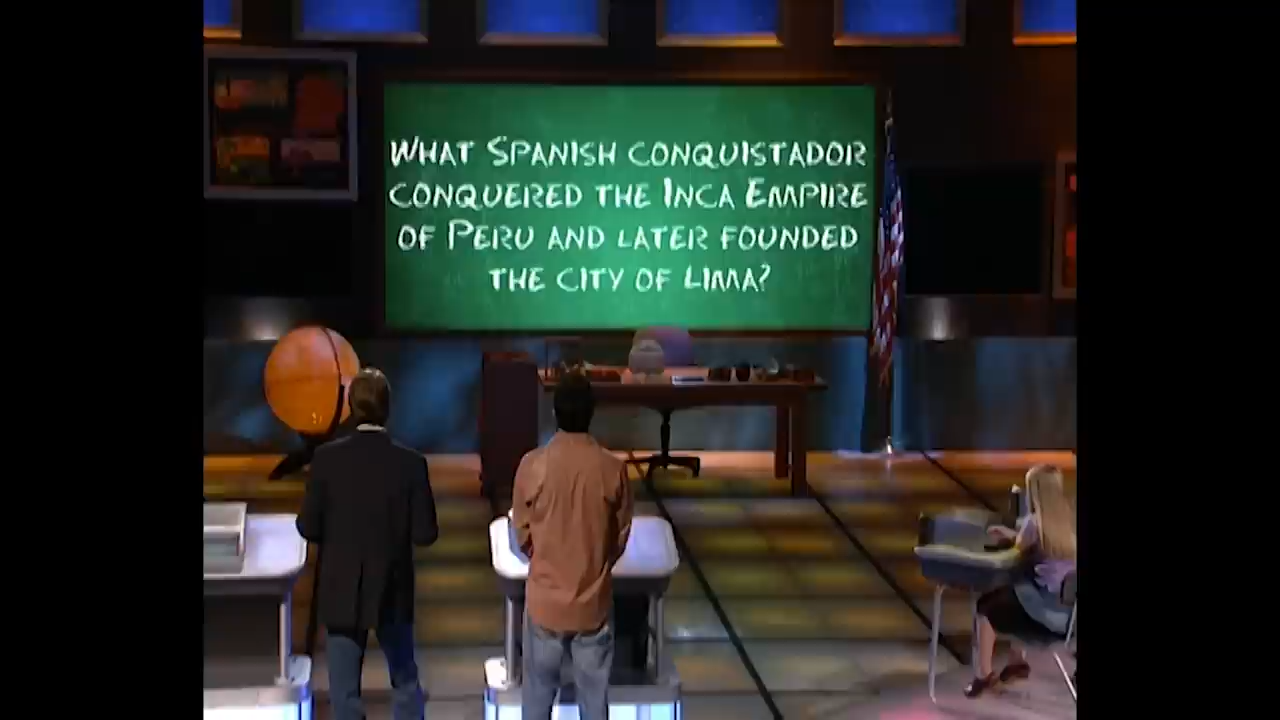 What Spanish conquistador
conquered the Inca Empire
of Peru and later founded
the city of Lima?